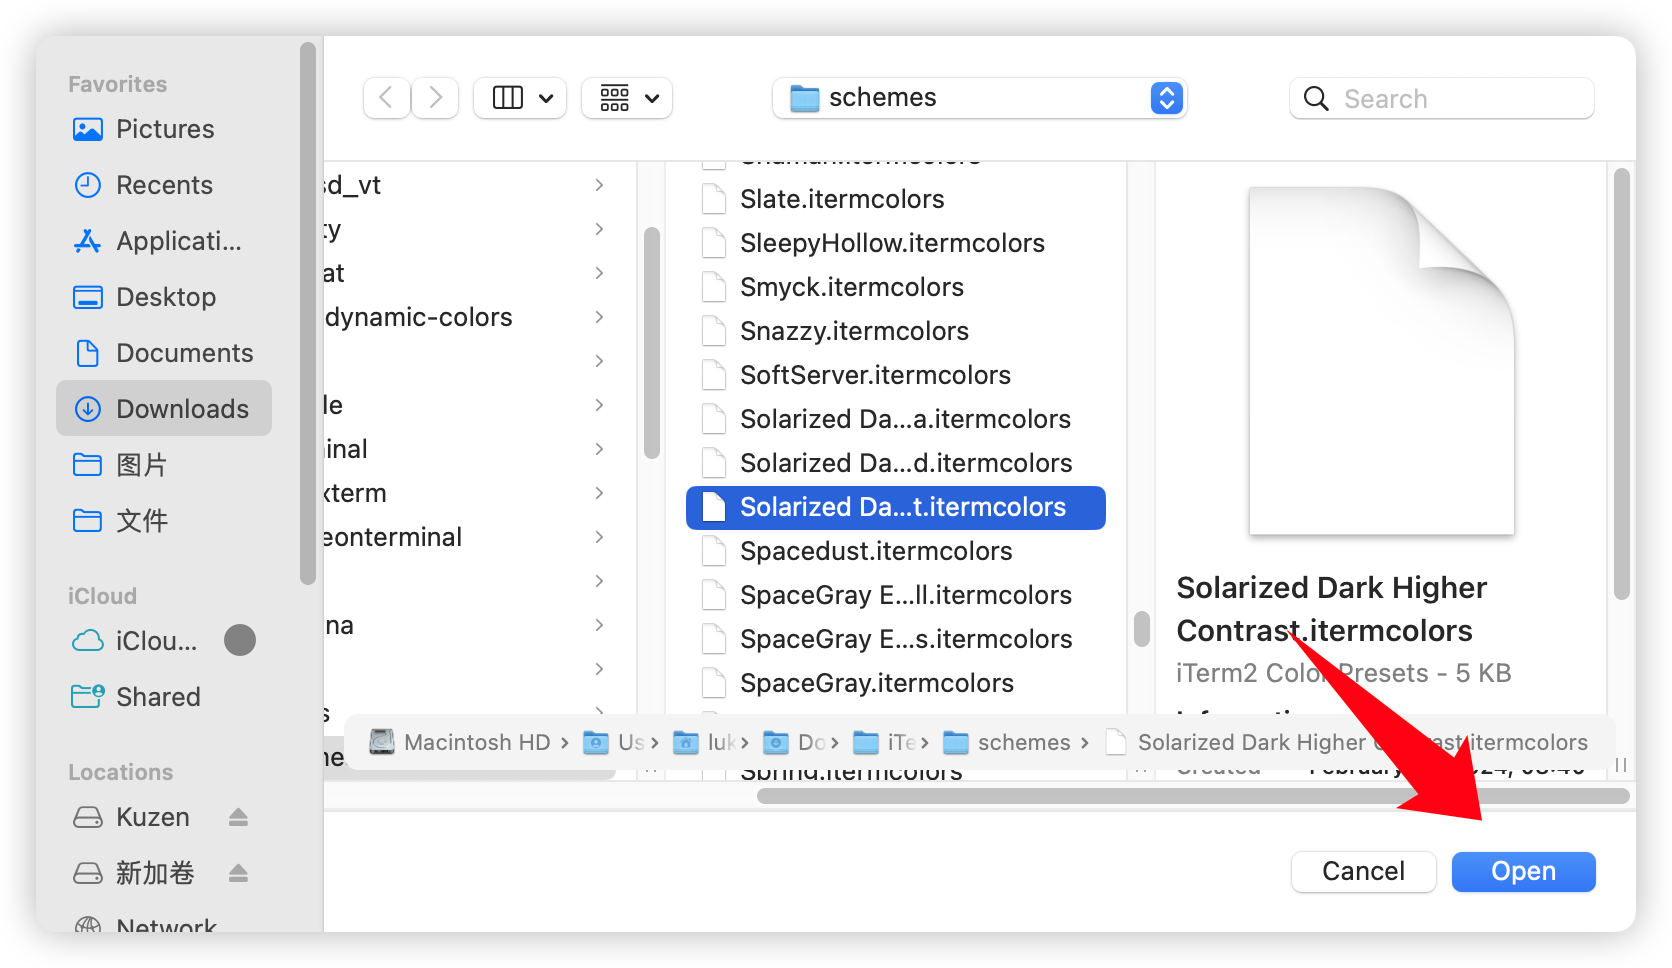 Favorites
Pictures
Recents
Applicati...
Desktop
Documents
Downloads
图片
文件
iCloud
iClou...
Shared
Locations
Kuzen
新加卷
Network
schemes
Search
sd_vt
ty
at
dynamic-colors
le
inal
xterm
eonterminal
na
s
Slate.itermcolors
SleepyHollow.itermcolors
Smyck.itermcolors
Snazzy.itermcolors
SoftServer.itermcolors
Solarized Da...a.itermcolors
Solarized Da...d.itermcolors
Solarized Da...t.itermcolors
Spacedust.itermcolors
SpaceGray E...ll.itermcolors
SpaceGray E...s.itermcolors
SpaceGray.itermcolors
Spring.itermcolors
Solarized Dark Higher
Contrast.itermcolors
iTerm2 Color Presets - 5 KB
Macintosh HD › Us › luk › Do › iTe › schemes › Solarized Dark Higher Contrast.itermcolors
Created
Cancel
Open